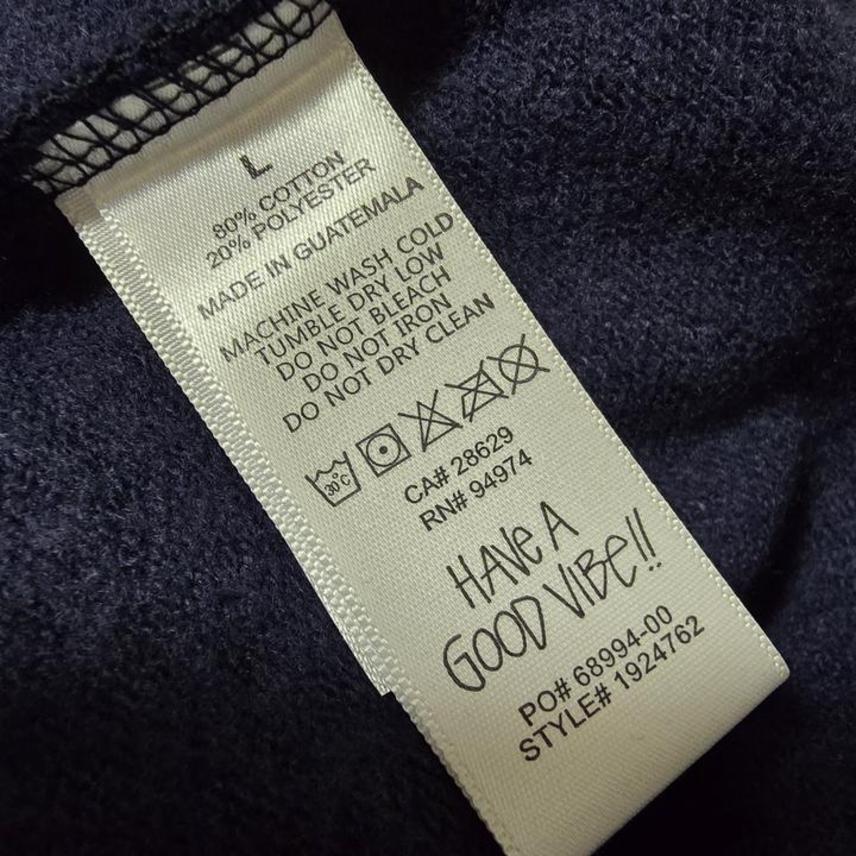 L
80% COTTON
20% POLYESTER
MADE IN GUATEMALA
MACHINE WASH COLD
TUMBLE DRY LOW
DO NOT BLEACH
DO NOT IRON
DO NOT DRY CLEAN
30°C
CA# 28629
RN# 94974
HAVE A
GOOD VIBE!!
PO# 68994-00
STYLE# 1924762